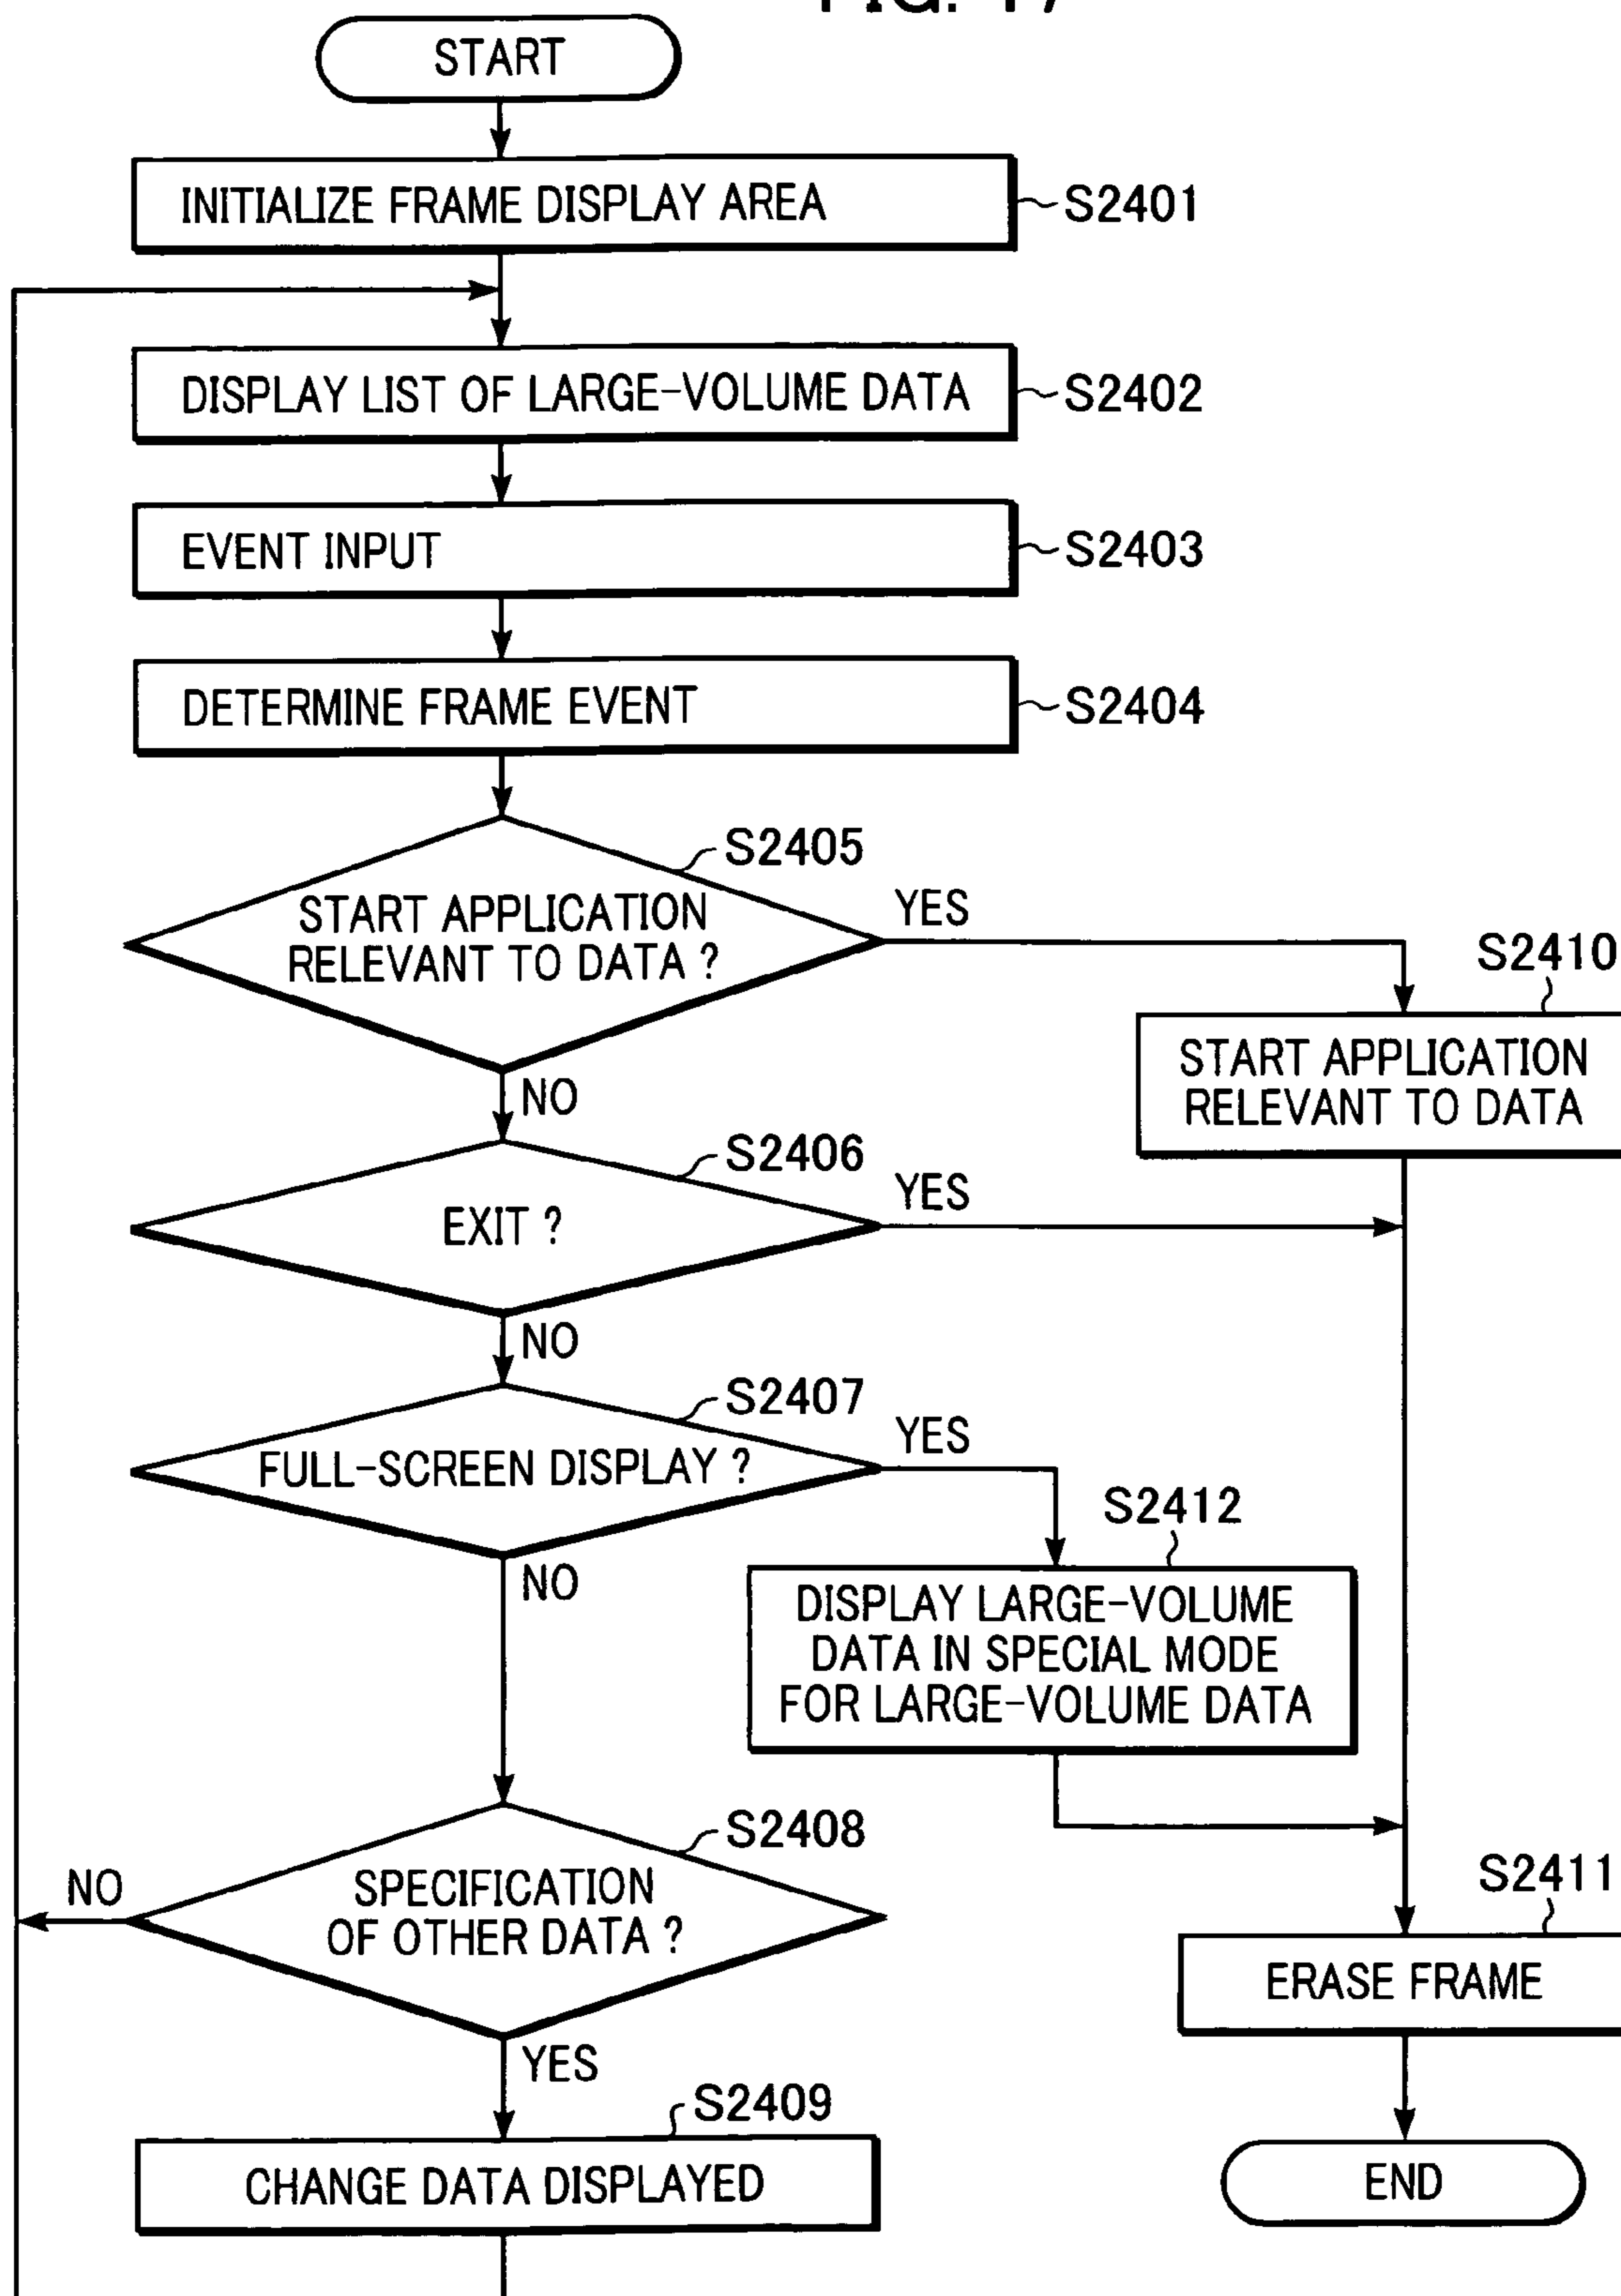 START
INITIALIZE FRAME DISPLAY AREA
S2401
DISPLAY LIST OF LARGE-VOLUME DATA
S2402
EVENT INPUT
S2403
DETERMINE FRAME EVENT
S2404
S2405
START APPLICATION
RELEVANT TO DATA ?
YES
NO
S2410
START APPLICATION
RELEVANT TO DATA
S2406
EXIT ?
YES
NO
S2407
FULL-SCREEN DISPLAY ?
YES
NO
S2412
DISPLAY LARGE-VOLUME
DATA IN SPECIAL MODE
FOR LARGE-VOLUME DATA
S2408
SPECIFICATION
OF OTHER DATA ?
NO
YES
S2411
ERASE FRAME
S2409
CHANGE DATA DISPLAYED
END